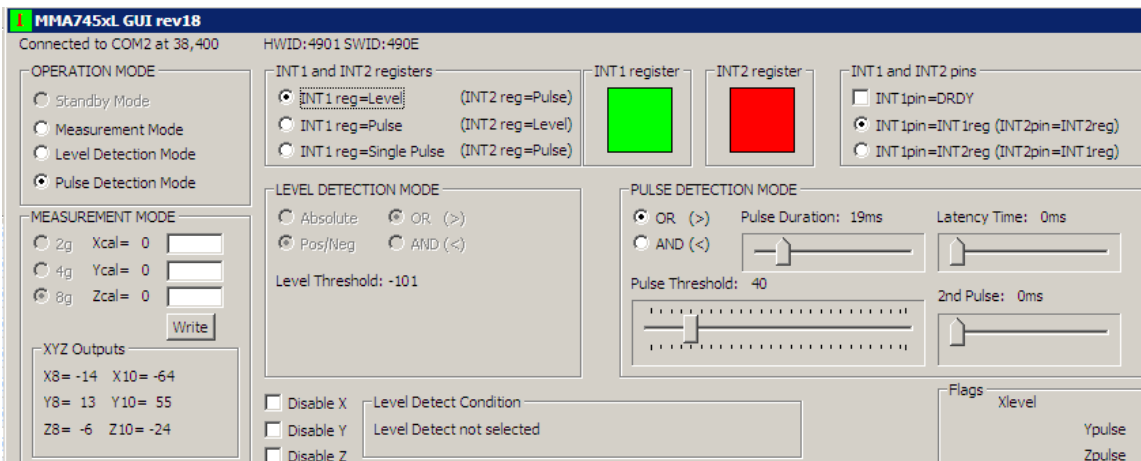 MMA745xL GUI rev18
Connected to COM2 at 38,400 HWID:4901 SWID:490E
OPERATION MODE
Standby Mode
Measurement Mode
Level Detection Mode
Pulse Detection Mode
INT1 and INT2 registers
INT1 reg=Level (INT2 reg=Pulse)
INT1 reg=Pulse (INT2 reg=Level)
INT1 reg=Single Pulse (INT2 reg=Pulse)
INT1 register
INT2 register
INT1 and INT2 pins
INT1pin=DRDY
INT1pin=INT1reg (INT2pin=INT2reg)
INT1pin=INT2reg (INT2pin=INT1reg)
MEASUREMENT MODE
2g Xcal= 0
4g Ycal= 0
8g Zcal= 0
Write
XYZ Outputs
X8= -14 X10= -64
Y8= 13 Y10= 55
Z8= -6 Z10= -24
LEVEL DETECTION MODE
Absolute OR (>)
Pos/Neg AND (<)
Level Threshold: -101
PULSE DETECTION MODE
OR (>)
AND (<)
Pulse Duration: 19ms
Latency Time: 0ms
Pulse Threshold: 40
2nd Pulse: 0ms
Disable X
Disable Y
Disable Z
Level Detect Condition
Level Detect not selected
Flags
Xlevel
Ypulse
Zpulse